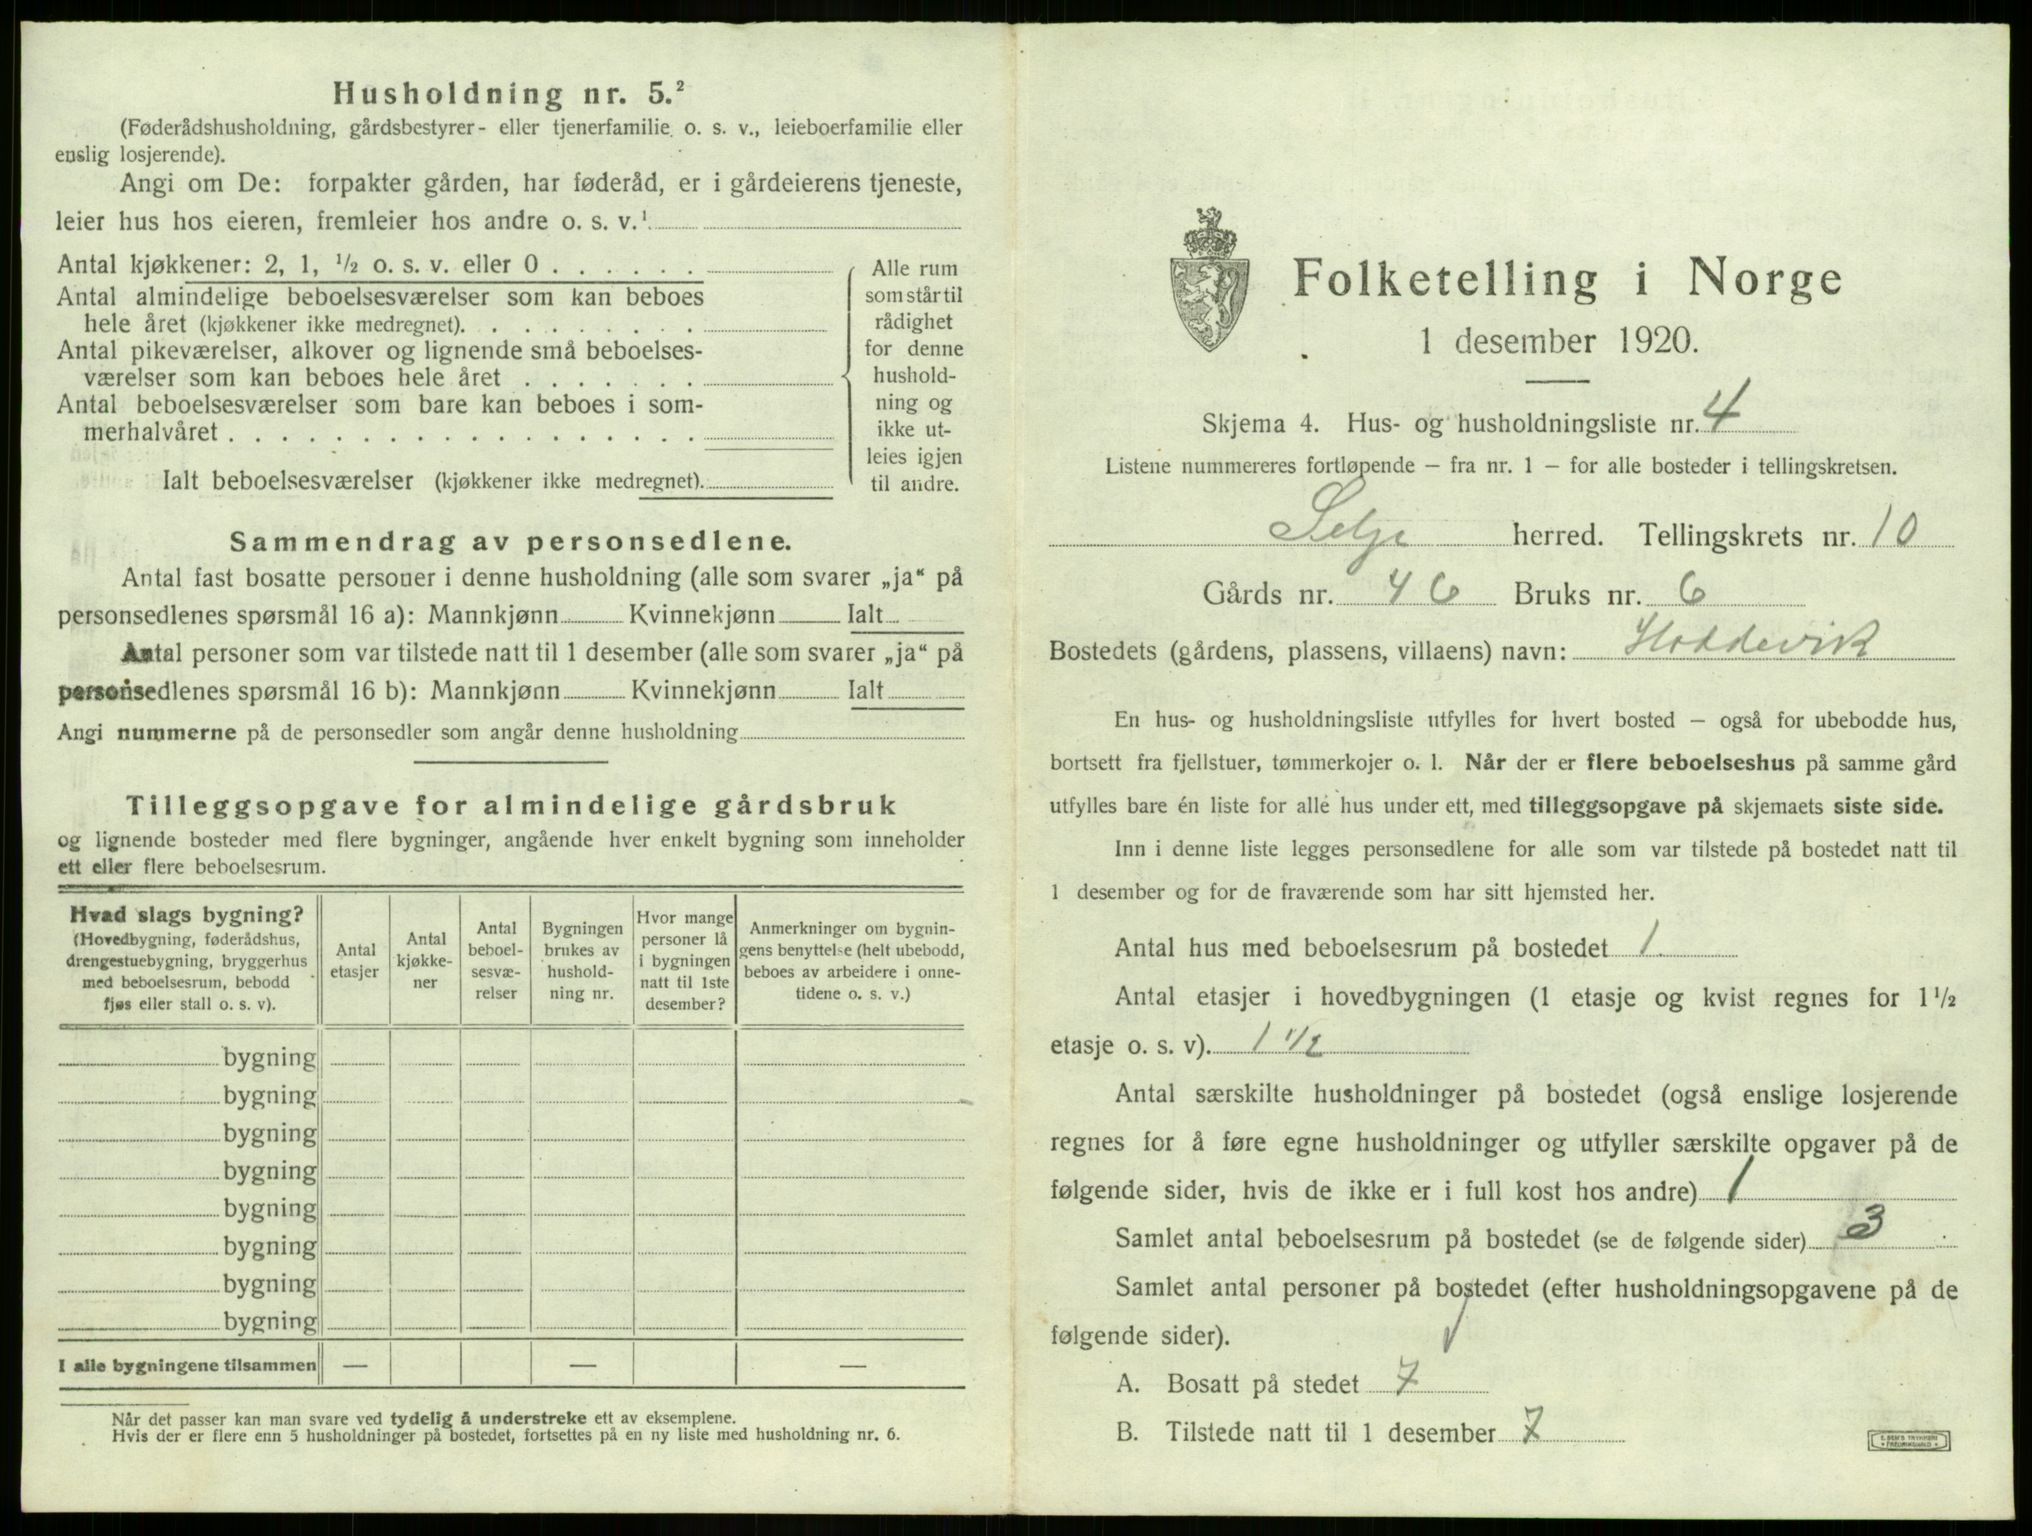 Husholdning nr. 5.²
(Føderådshusholdning, gårdsbestyrer- eller tjenerfamilie o. s. v., leieboerfamilie eller
enslig losjerende).
Angi om De: forpakter gården, har føderåd, er i gårdeierens tjeneste,
leier hus hos eieren, fremleier hos andre o. s. v.¹
Antal kjøkkener: 2, 1, ½ o. s. v. eller 0 . . . . . .
Antal almindelige beboelsesværelser som kan beboes
hele året (kjøkkener ikke medregnet). . . . . . . . .
Antal pikeværelser, alkover og lignende små beboelses-
værelser som kan beboes hele året . . . . . . .
Antal beboelsesværelser som bare kan beboes i som-
merhalvåret . . . . . . . . . . . . . . . . . .
Ialt beboelsesværelser (kjøkkener ikke medregnet).
Alle rum
som står til
rådighet
for denne
hushold-
ning og
ikke ut-
leies igjen
til andre.
Sammendrag av personsedlene.
Antal fast bosatte personer i denne husholdning (alle som svarer „ja“ på
personsedlenes spørsmål 16 a): Mannkjønn Kvinnekjønn Ialt
Antal personer som var tilstede natt til 1 desember (alle som svarer „ja“ på
personsedlenes spørsmål 16 b): Mannkjønn Kvinnekjønn Ialt
Angi nummerne på de personsedler som angår denne husholdning
Tilleggsopgave for almindelige gårdsbruk
og lignende bosteder med flere bygninger, angående hver enkelt bygning som inneholder
ett eller flere beboelsesrum.
Hvad slags bygning?
(Hovedbygning, føderådshus,
drengestuebygning, bryggerhus
med beboelsesrum, bebodd
fjøs eller stall o. s. v).
Antal
etasjer
Antal
kjøkke-
ner
Antal
beboel-
sesvæ-
relser
Bygningen
brukes av
hushold-
ning nr.
Hvor mange
personer lå
i bygningen
natt til 1ste
desember?
Anmerkninger om bygnin-
gens benyttelse (helt ubebodd,
beboes av arbeidere i onne-
tidene o. s. v.)
bygning
bygning
bygning
bygning
bygning
bygning
bygning
bygning
I alle bygningene tilsammen — — —
Når det passer kan man svare ved tydelig å understreke ett av eksemplene.
Hvis der er flere enn 5 husholdninger på bostedet, fortsettes på en ny liste med husholdning nr. 6.
Folketelling i Norge
1 desember 1920.
Skjema 4. Hus- og husholdningsliste nr. 4
Listene nummereres fortløpende – fra nr. 1 – for alle bosteder i tellingskretsen.
Selje herred. Tellingskrets nr. 10
Gårds nr. 46 Bruks nr. 6
Bostedets (gårdens, plassens, villaens) navn: Hoddevik
En hus- og husholdningsliste utfylles for hvert bosted – også for ubebodde hus,
bortsett fra fjellstuer, tømmerkojer o. l. Når der er flere beboelseshus på samme gård
utfylles bare én liste for alle hus under ett, med tilleggsopgave på skjemaets siste side.
Inn i denne liste legges personsedlene for alle som var tilstede på bostedet natt til
1 desember og for de fraværende som har sitt hjemsted her.
Antal hus med beboelsesrum på bostedet 1.
Antal etasjer i hovedbygningen (1 etasje og kvist regnes for 1½
etasje o. s. v). 1 ½
Antal særskilte husholdninger på bostedet (også enslige losjerende
regnes for å føre egne husholdninger og utfyller særskilte opgaver på de
følgende sider, hvis de ikke er i full kost hos andre) 1
Samlet antal beboelsesrum på bostedet (se de følgende sider) 3
Samlet antal personer på bostedet (efter husholdningsopgavene på de
følgende sider).
A. Bosatt på stedet 7
B. Tilstede natt til 1 desember 7